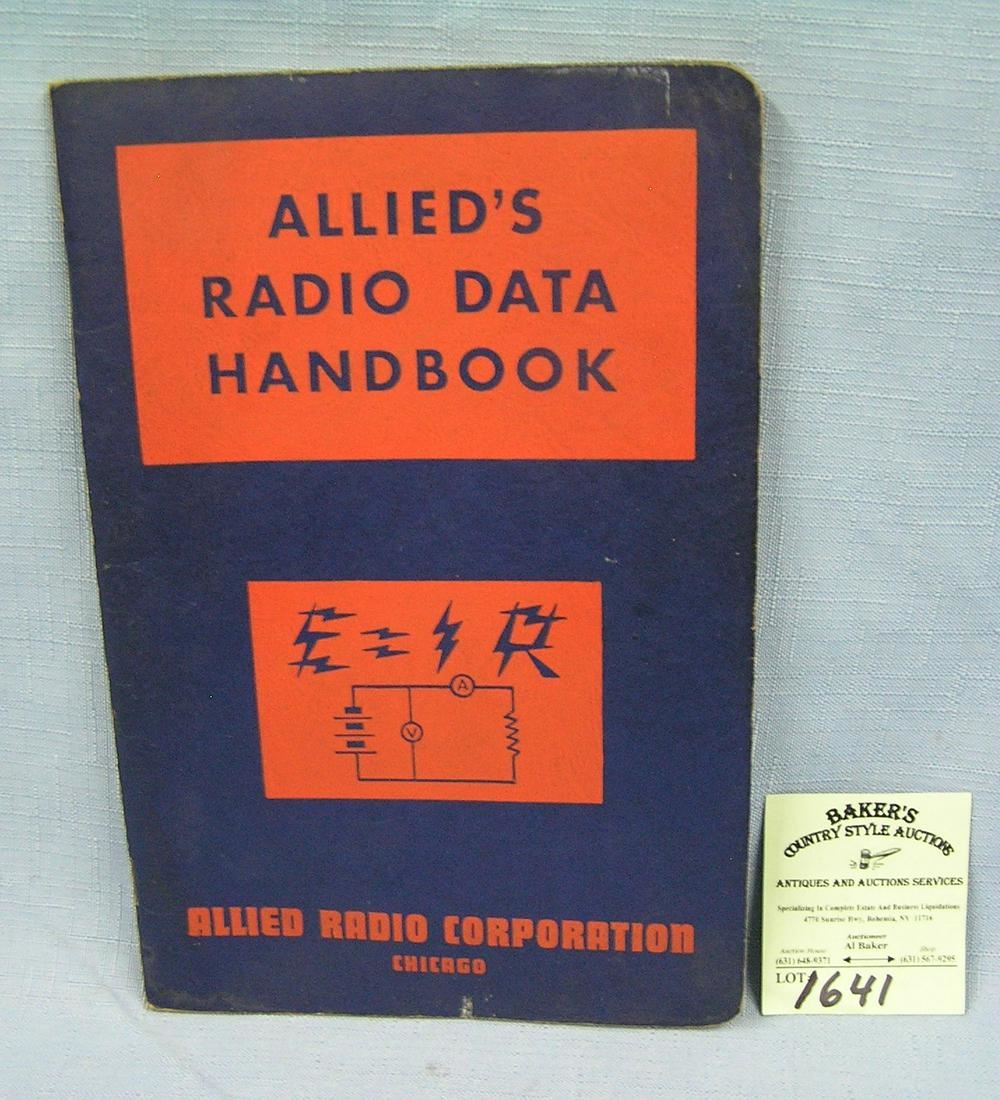 ALLIED'S
RADIO DATA
HANDBOOK
E = I R
A
V
ALLIED RADIO CORPORATION
CHICAGO
BAKER'S
COUNTRY STYLE AUCTIONS
ANTIQUES AND AUCTIONS SERVICES
Specializing In Complete Estate And Business Liquidations
4770 Sunrise Hwy, Bohemia, NY 11716
Auctioneer
Auction House Al Baker Shop
(631) 648-9371 (631) 567-9295
LOT: 1641